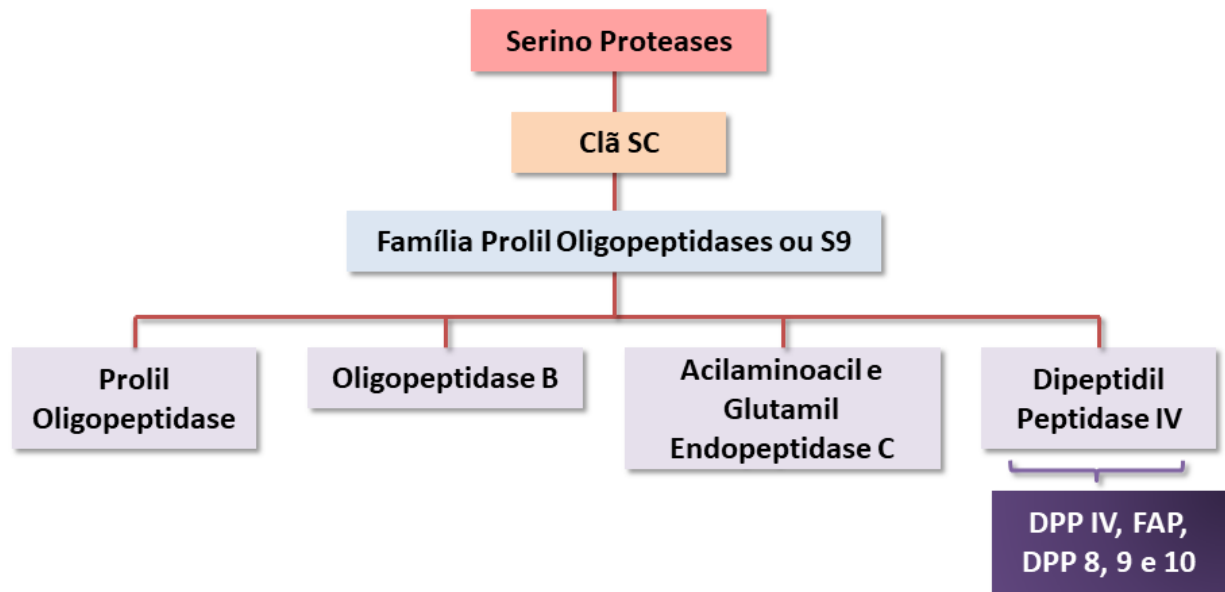 Serino Proteases
Clã SC
Família Prolil Oligopeptidases ou S9
Prolil
Oligopeptidase
Oligopeptidase B
Acilaminoacil e
Glutamil
Endopeptidase C
Dipeptidil
Peptidase IV
DPP IV, FAP,
DPP 8, 9 e 10